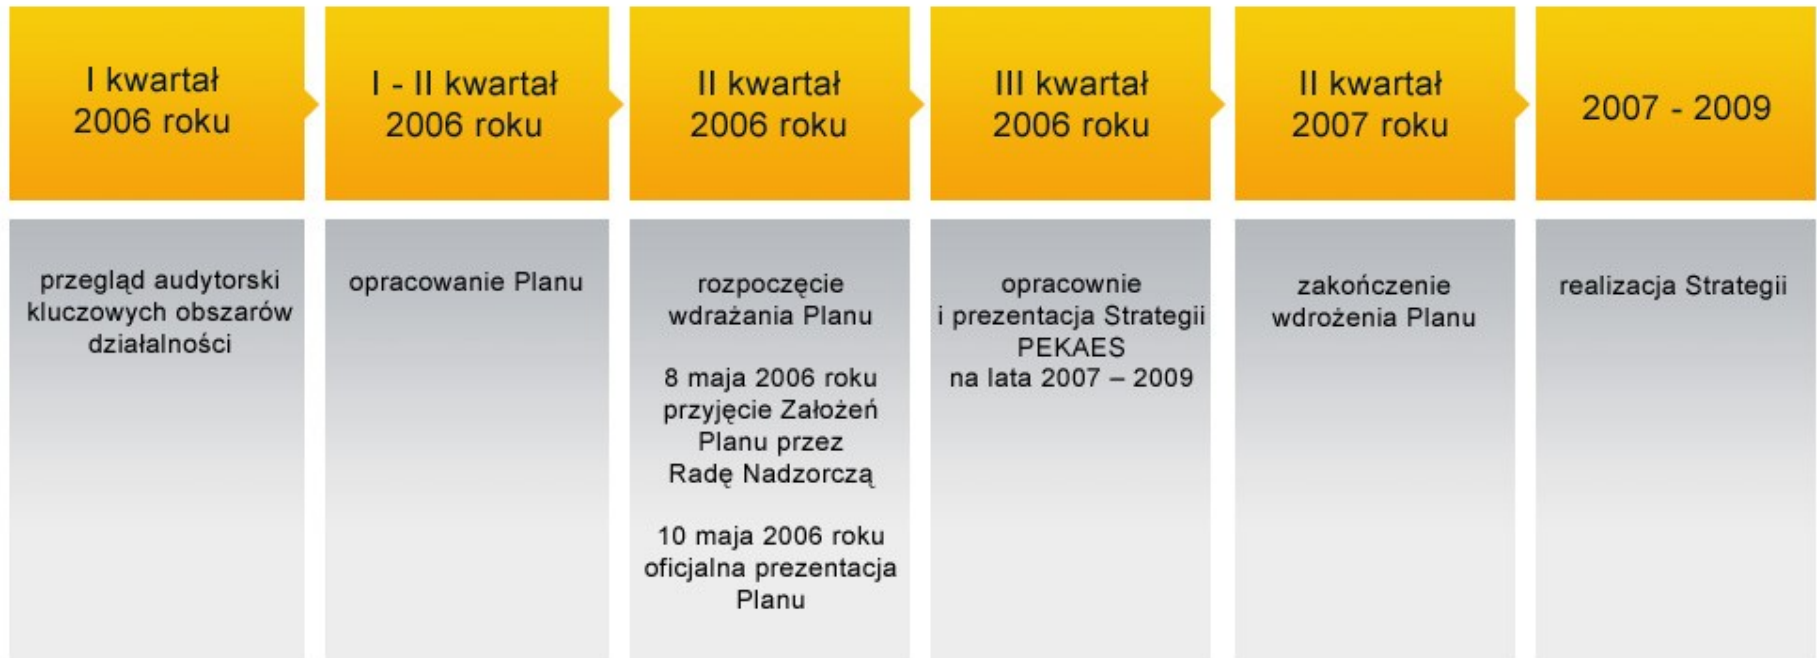 I kwartał
2006 roku
I - II kwartał
2006 roku
II kwartał
2006 roku
III kwartał
2006 roku
II kwartał
2007 roku
2007 - 2009
przegląd audytorski
kluczowych obszarów
działalności
opracowanie Planu
rozpoczęcie
wdrażania Planu
8 maja 2006 roku
przyjęcie Założeń
Planu przez
Radę Nadzorczą
10 maja 2006 roku
oficjalna prezentacja
Planu
opracownie
i prezentacja Strategii
PEKAES
na lata 2007 – 2009
zakończenie
wdrożenia Planu
realizacja Strategii